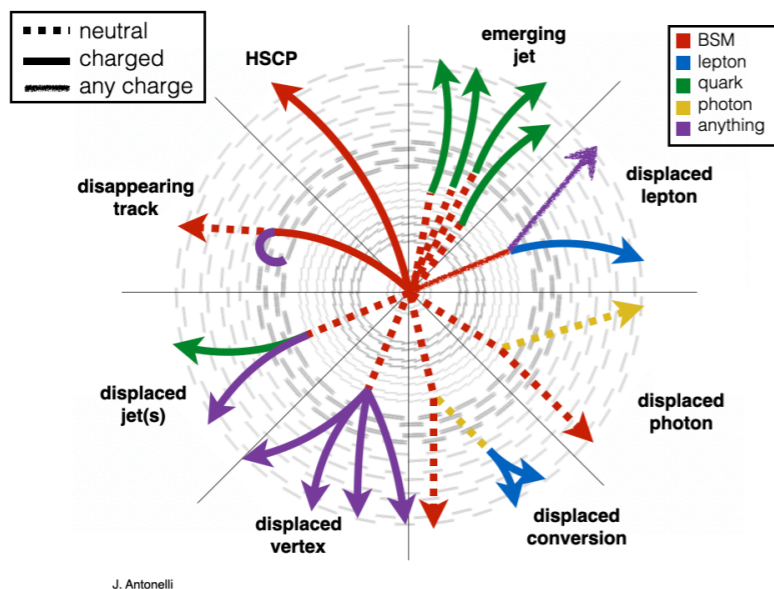 neutral
charged
any charge
HSCP
emerging
jet
BSM
lepton
quark
photon
anything
disappearing
track
displaced
lepton
displaced
jet(s)
displaced
photon
displaced
vertex
displaced
conversion
J. Antonelli